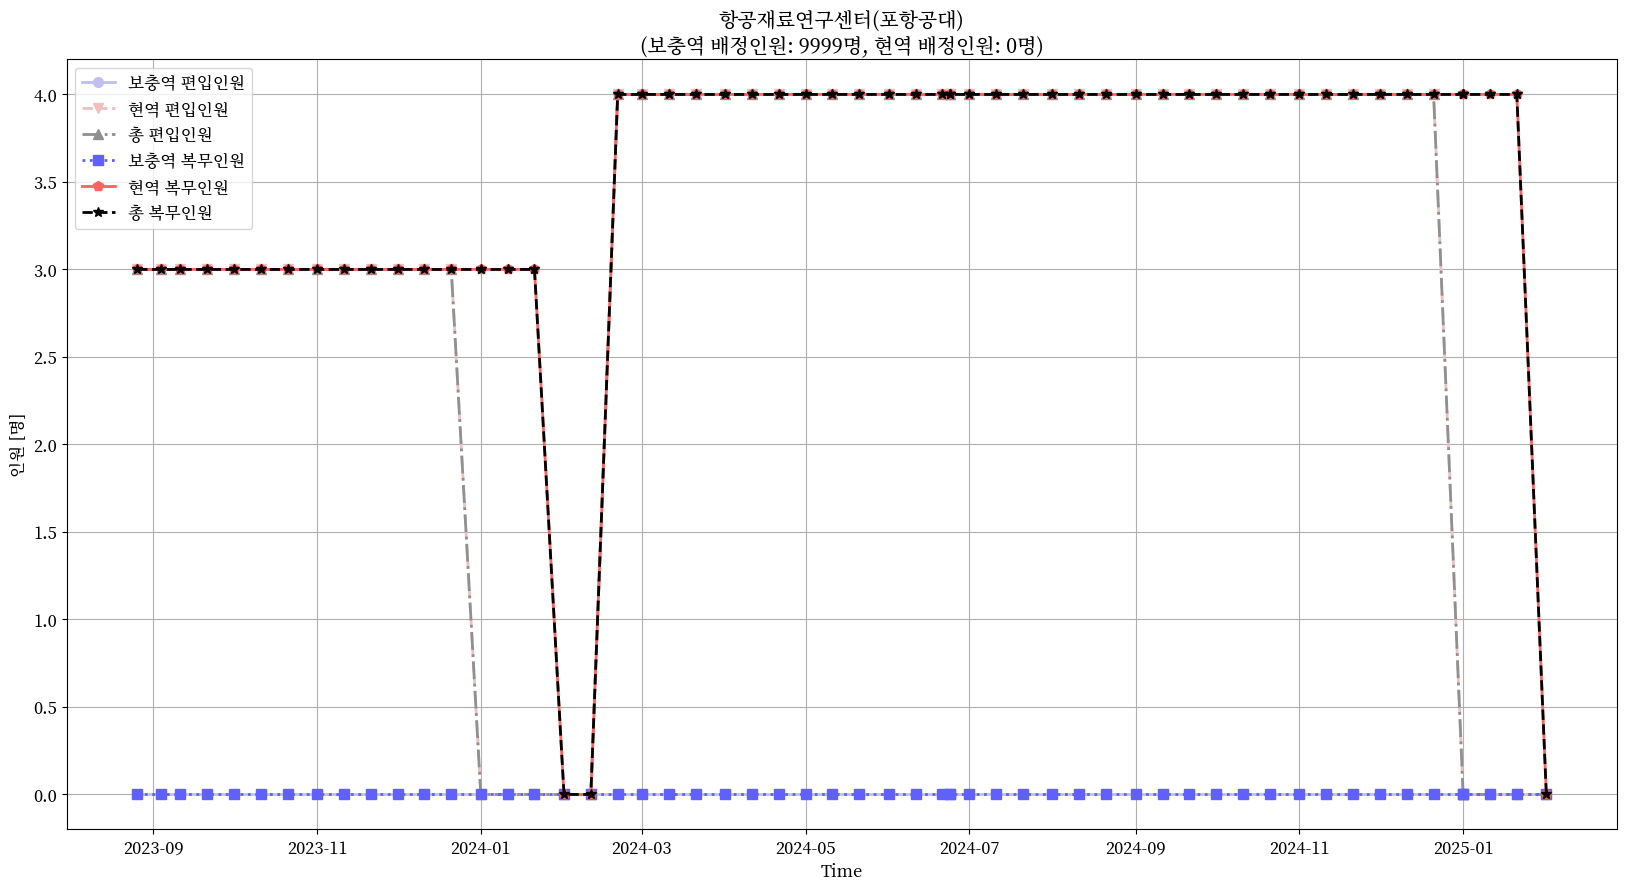 항공재료연구센터(포항공대)
(보충역 배정인원: 9999명, 현역 배정인원: 0명)
보충역 편입인원
현역 편입인원
총 편입인원
보충역 복무인원
현역 복무인원
총 복무인원
4.0
3.5
3.0
2.5
2.0
1.5
1.0
0.5
0.0
인원 [명]
2023-09 2023-11 2024-01 2024-03 2024-05 2024-07 2024-09 2024-11 2025-01
Time